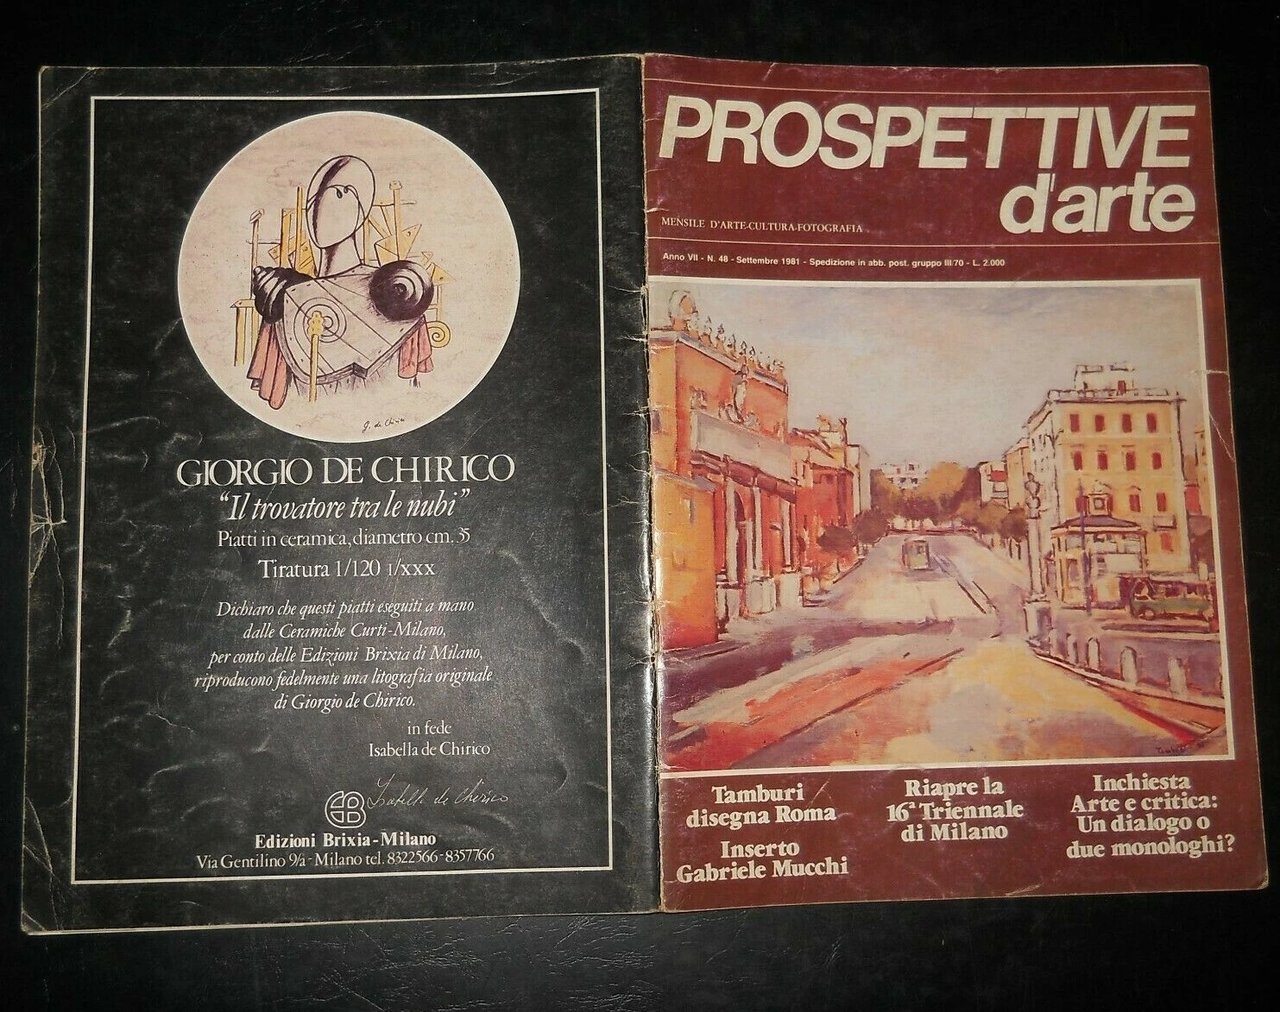 G. de Chirico
GIORGIO DE CHIRICO
“Il trovatore tra le nubi”
Piatti in ceramica, diametro cm. 35
Tiratura 1/120 1/XXX
Dichiaro che questi piatti eseguiti a mano
dalle Ceramiche Curti-Milano,
per conto delle Edizioni Brixia di Milano,
riproducono fedelmente una litografia originale
di Giorgio de Chirico.
in fede
Isabella de Chirico
Isabella de Chirico
Edizioni Brixia-Milano
Via Gentilino 9/a - Milano tel. 8322566-8357766
PROSPETTIVE
d'arte
MENSILE D'ARTE-CULTURA-FOTOGRAFIA
Anno VII - N. 48 - Settembre 1981 - Spedizione in abb. post. gruppo III/70 - L. 2.000
Tamburi
disegna Roma
Inserto
Gabriele Mucchi
Riapre la
16ª Triennale
di Milano
Inchiesta
Arte e critica:
Un dialogo o
due monologhi?